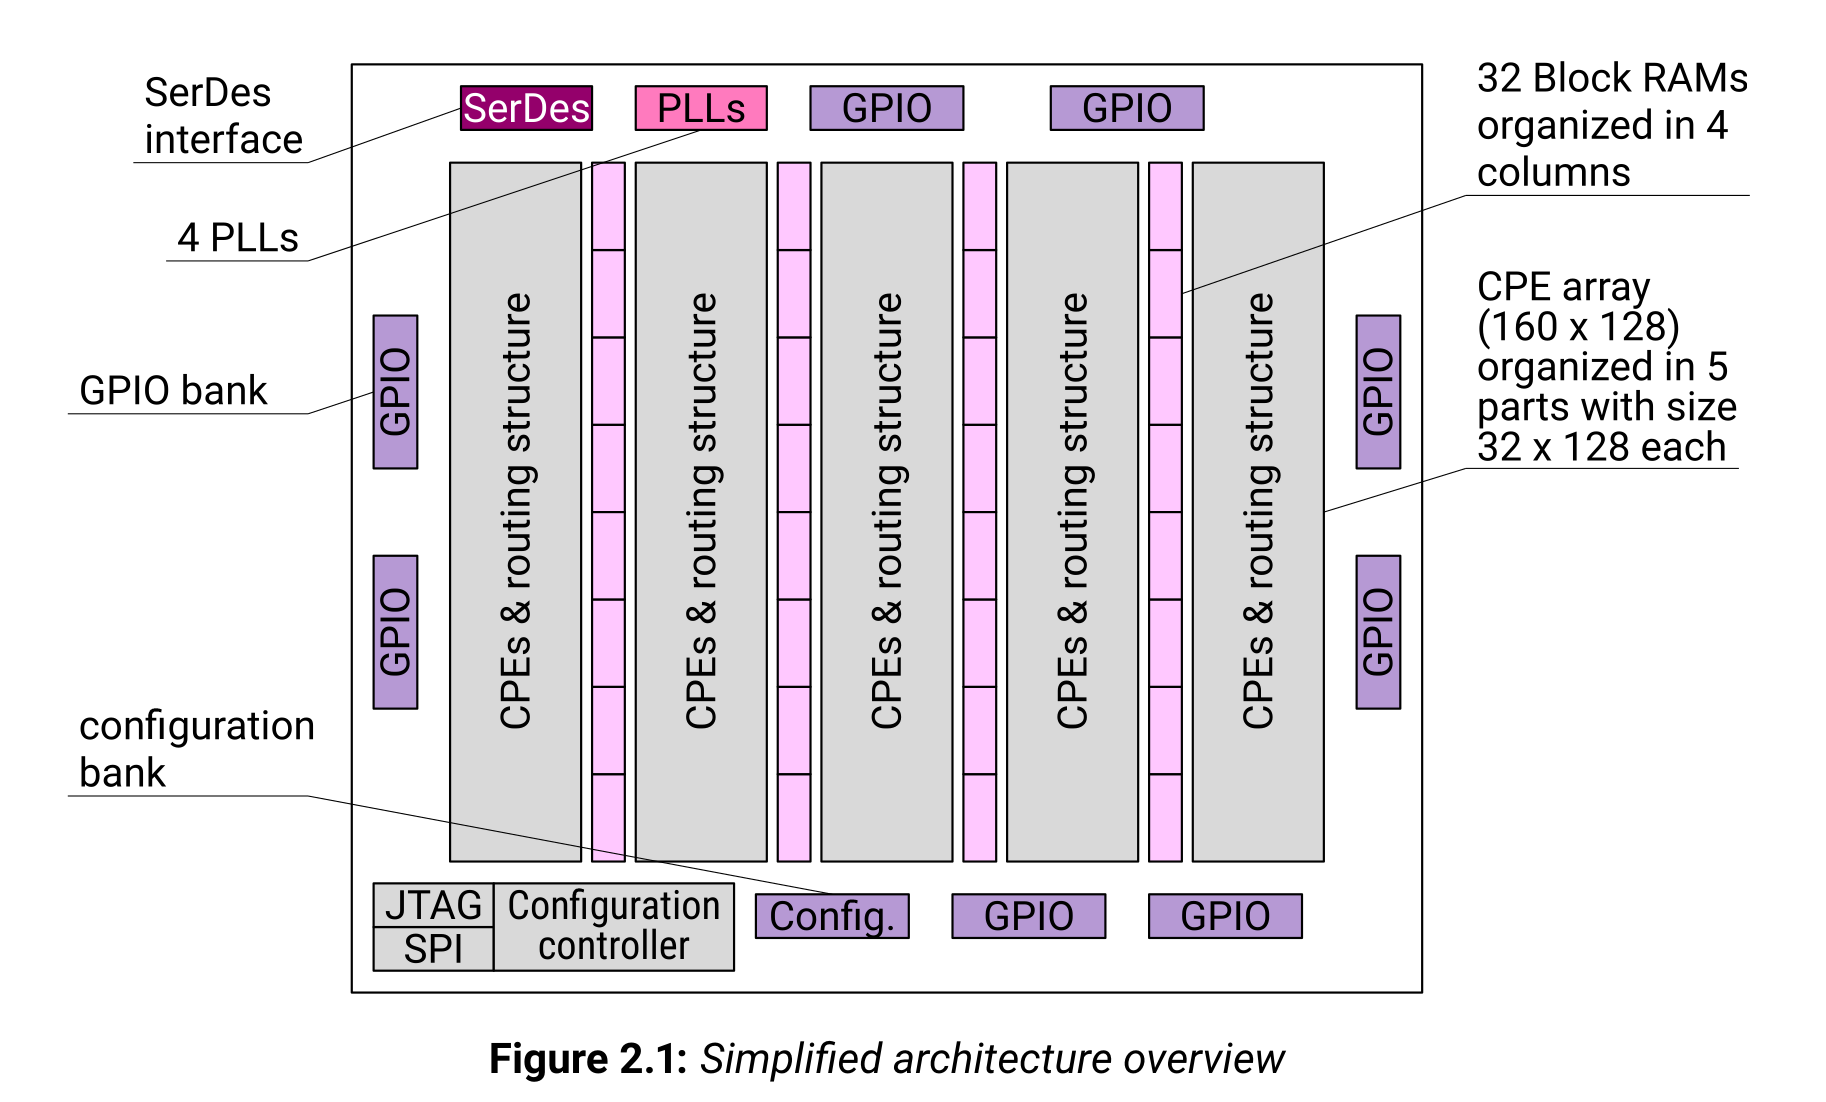 SerDes
interface
4 PLLs
GPIO bank
configuration
bank
SerDes
PLLs
GPIO
GPIO
GPIO
GPIO
CPEs & routing structure
CPEs & routing structure
CPEs & routing structure
CPEs & routing structure
CPEs & routing structure
GPIO
GPIO
JTAG
SPI
Configuration
controller
Config.
GPIO
GPIO
32 Block RAMs
organized in 4
columns
CPE array
(160 x 128)
organized in 5
parts with size
32 x 128 each
Figure 2.1: Simplified architecture overview